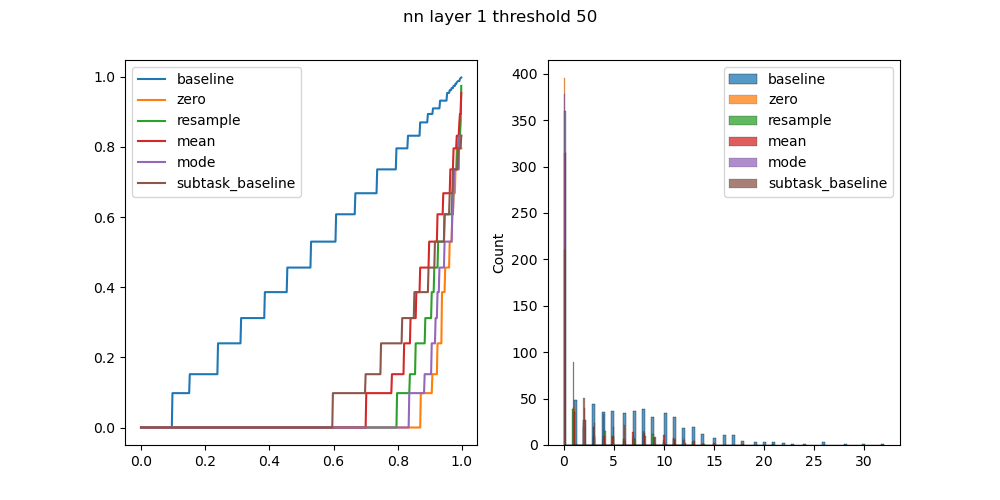 nn layer 1 threshold 50
1.0
0.8
0.6
0.4
0.2
0.0
0.0 0.2 0.4 0.6 0.8 1.0
baseline
zero
resample
mean
mode
subtask_baseline
Count
400
350
300
250
200
150
100
50
0
0 5 10 15 20 25 30
baseline
zero
resample
mean
mode
subtask_baseline